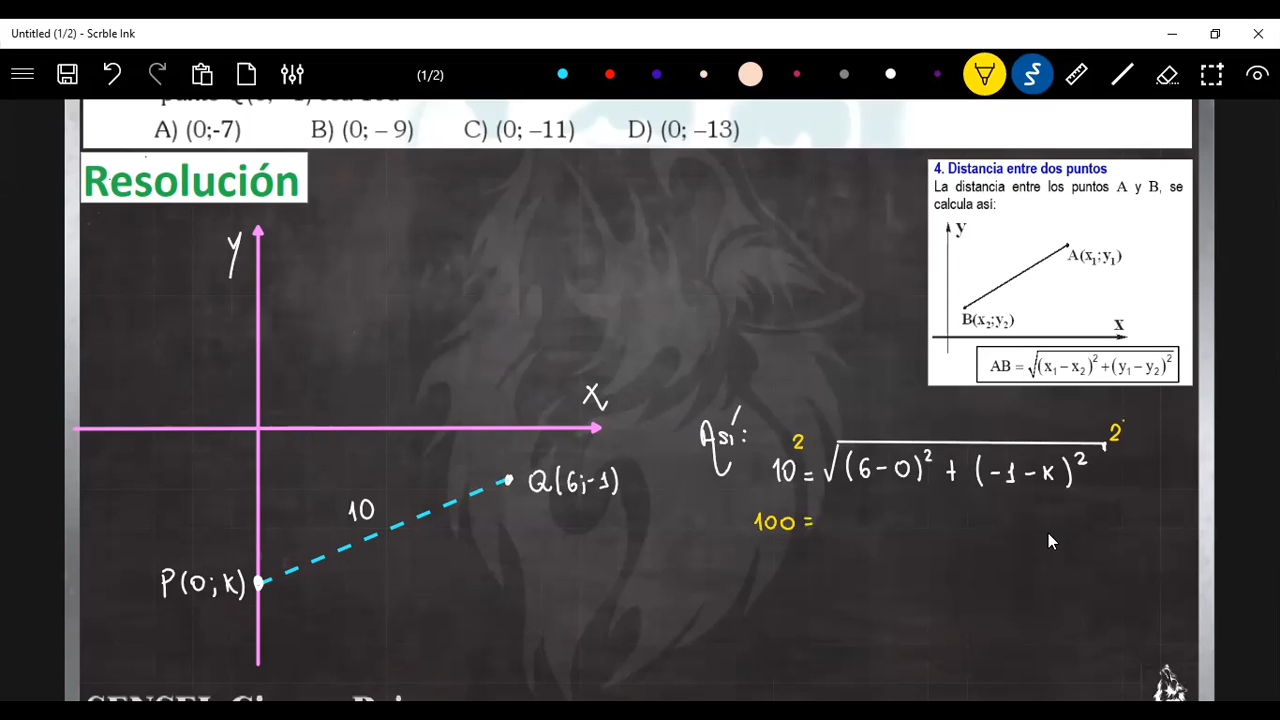 Untitled (1/2) - Scrble Ink
(1/2)
A) (0;-7) B) (0; – 9) C) (0; –11) D) (0; –13)
Resolución
4. Distancia entre dos puntos
La distancia entre los puntos A y B, se
calcula así:
y
A(x₁;y₁)
B(x₂;y₂)
x
AB = √(x₁ – x₂)² + (y₁ – y₂)²
y
x
Q(6;-1)
10
P(0; K)
Así:
10² = √(6-0)² + (-1-K)² ²
100 =